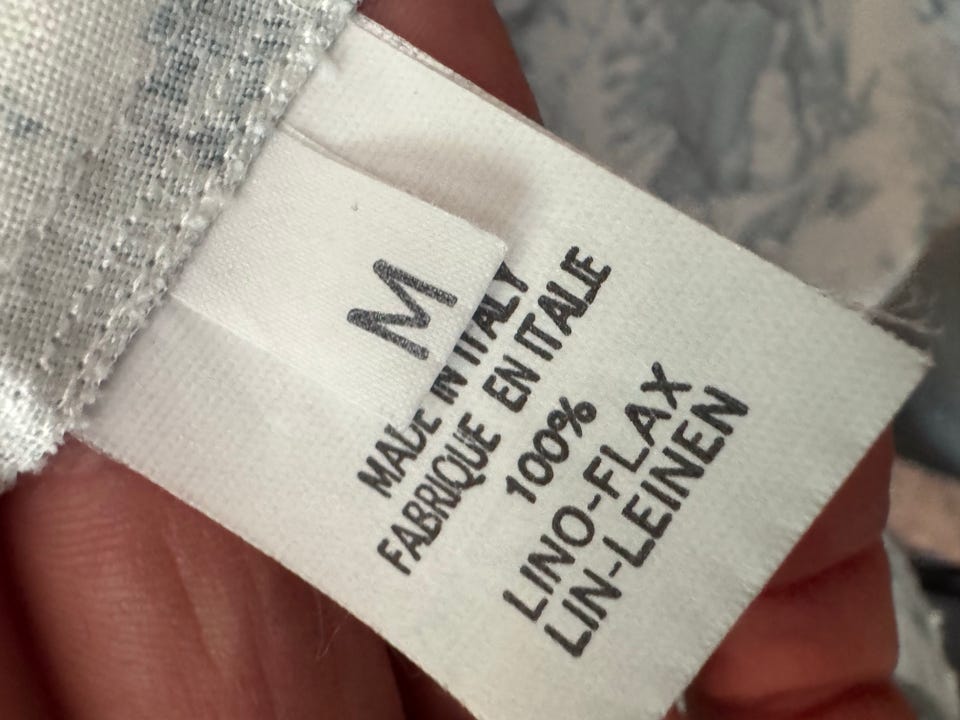 M
MADE IN ITALY
FABRIQUE EN ITALIE
100%
LINO-FLAX
LIN-LEINEN